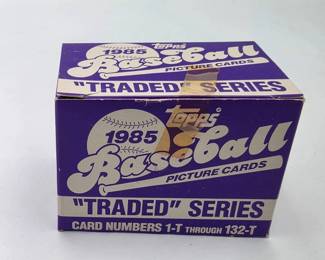 Topps
1985
Baseball
PICTURE CARDS
"TRADED" SERIES
Topps®
1985
Baseball
PICTURE CARDS
"TRADED" SERIES
CARD NUMBERS 1-T THROUGH 132-T